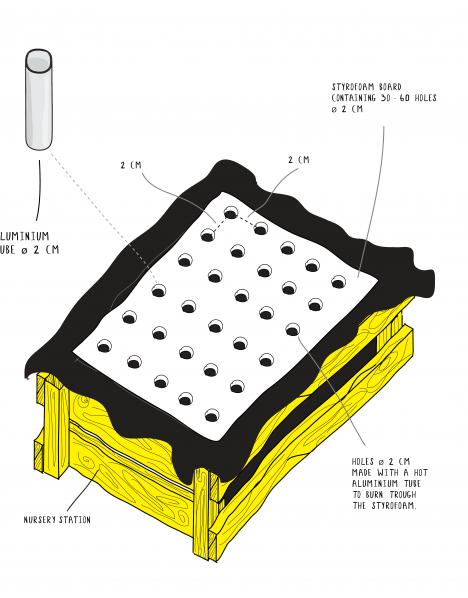 STYROFOAM BOARD
CONTAINING 30 - 60 HOLES
ø 2 CM
2 CM
2 CM
LUMINIUM
UBE ø 2 CM
HOLES ø 2 CM
MADE WITH A HOT
ALUMINIUM TUBE
TO BURN TROUGH
THE STYROFOAM.
NURSERY STATION